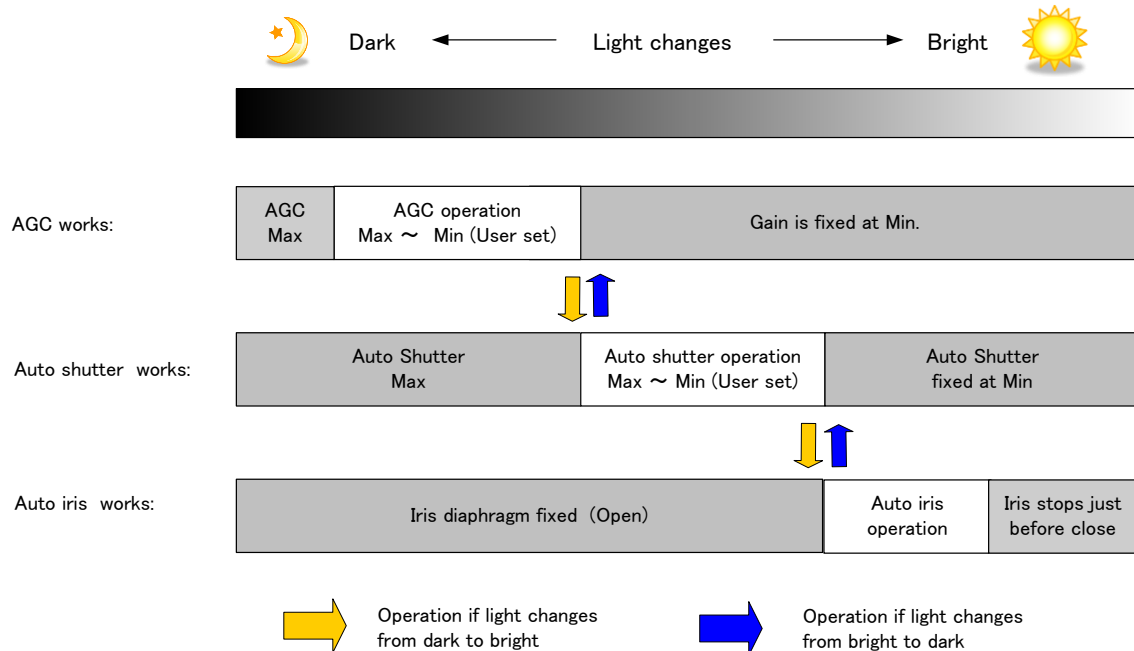 Dark
Light changes
Bright
AGC works:
AGC
Max
AGC operation
Max ～ Min (User set)
Gain is fixed at Min.
Auto shutter works:
Auto Shutter
Max
Auto shutter operation
Max ～ Min (User set)
Auto Shutter
fixed at Min
Auto iris works:
Iris diaphragm fixed (Open)
Auto iris
operation
Iris stops just
before close
Operation if light changes
from dark to bright
Operation if light changes
from bright to dark